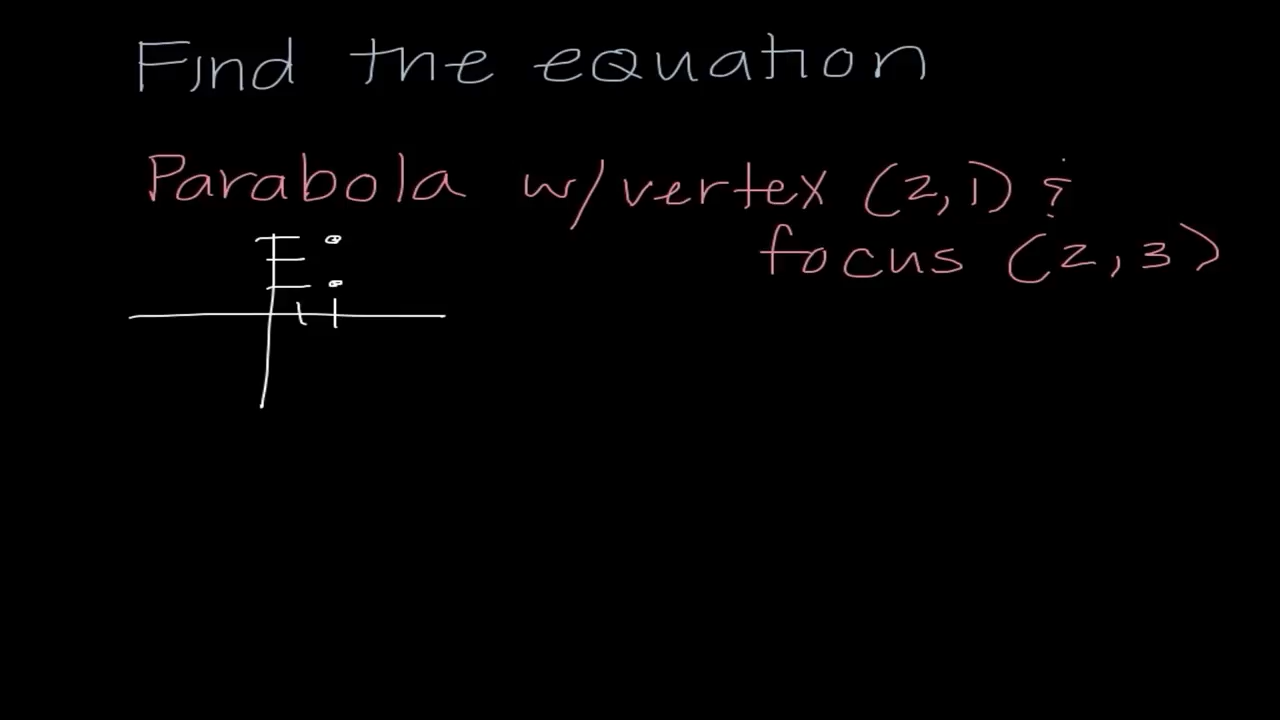 Find the equation
Parabola w/vertex (2,1) &
focus (2,3)